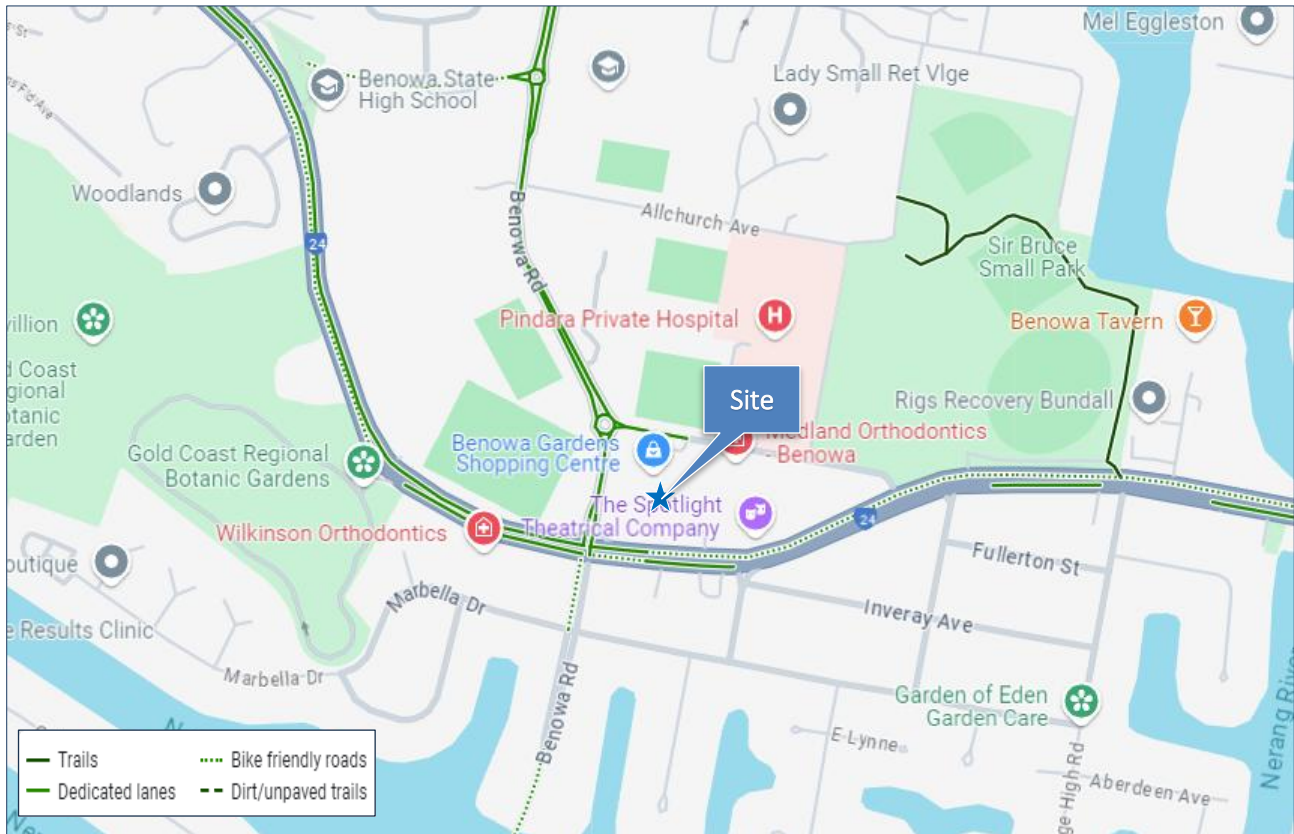 Mel Eggleston
Benowa State
High School
Lady Small Ret Vlge
Woodlands
24
Benowa Rd
Allchurch Ave
Sir Bruce
Small Park
Pindara Private Hospital
H
Benowa Tavern
Site
Rigs Recovery Bundall
Gold Coast Regional
Botanic Gardens
Benowa Gardens
Shopping Centre
Medland Orthodontics
- Benowa
The Spotlight
Theatrical Company
24
Wilkinson Orthodontics
Fullerton St
Inveray Ave
Marbella Dr
Marbella Dr
Garden of Eden
Garden Care
Benowa Rd
E Lynne
Aberdeen Ave
Nerang River
Trails
Bike friendly roads
Dedicated lanes
Dirt/unpaved trails